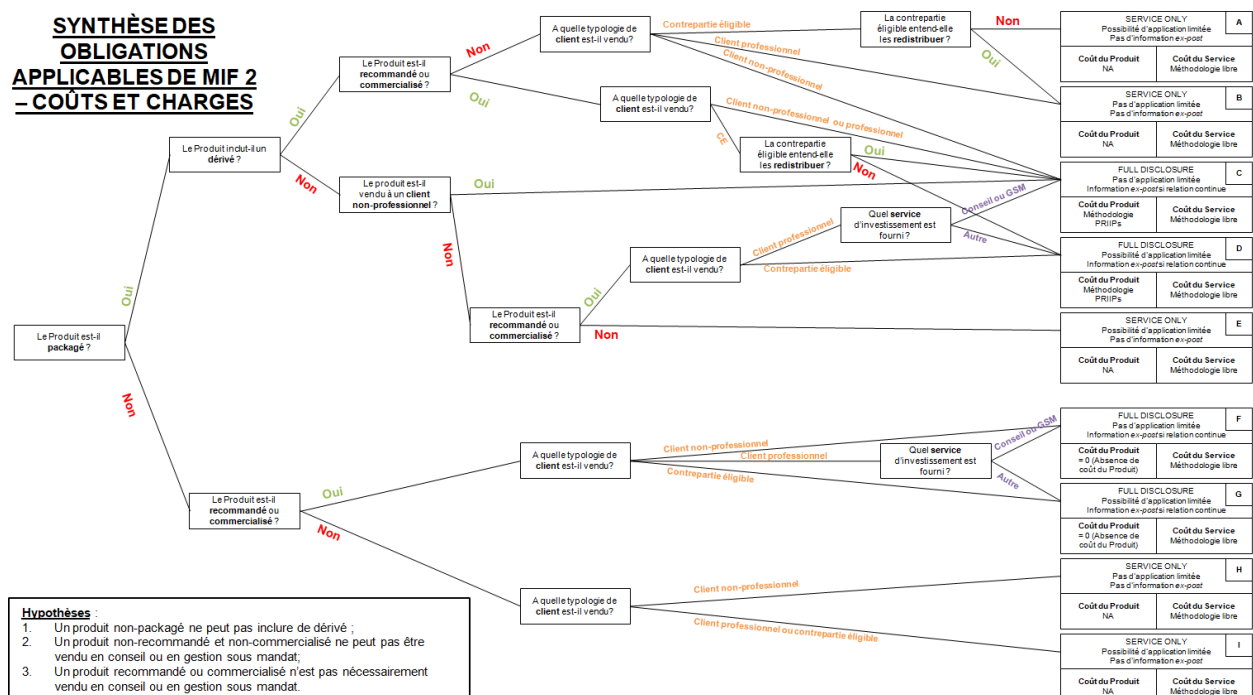 SYNTHÈSE DES
OBLIGATIONS
APPLICABLES DE MIF 2
– COÛTS ET CHARGES
Le Produit est-il
packagé ?
Oui
Non
Le Produit indut-il un
dérivé ?
Oui
Non
Le Produit est-il
recommandé ou
commercialisé ?
Non
Oui
Le produit est-il
vendu à un client
non-professionnel ?
Oui
Non
A quelle typologie de
client est-il vendu?
Contrepartie éligible
Client professionnel
Client non-professionnel
La contrepartie
éligible entend-elle
les redistribuer ?
Non
Oui
A quelle typologie de
client est-il vendu?
Client non-professionnel ou professionnel
CE
La contrepartie
éligible entend-elle
les redistribuer ?
Oui
Non
Le Produit est-il
recommandé ou
commercialisé ?
Oui
Non
A quelle typologie de
client est-il vendu?
Client professionnel
Contrepartie éligible
Quel service
d'investissement est
fourni ?
Conseil ou GSM
Autre
Le Produit est-il
recommandé ou
commercialisé ?
Oui
Non
A quelle typologie de
client est-il vendu?
Client non-professionnel
Client professionnel
Contrepartie éligible
Quel service
d'investissement est
fourni ?
Conseil ou GSM
Autre
A quelle typologie de
client est-il vendu?
Client non-professionnel
Client professionnel ou contrepartie éligible
SERVICE ONLY A
Possibilité d'application limitée
Pas d'information ex-post
Coût du Produit Coût du Service
NA Méthodologie libre
SERVICE ONLY B
Pas d'application limitée
Pas d'information ex-post
Coût du Produit Coût du Service
NA Méthodologie libre
FULL DISCLOSURE C
Pas d'application limitée
Information ex-post si relation continue
Coût du Produit Coût du Service
Méthodologie Méthodologie libre
PRIIPs
FULL DISCLOSURE D
Possibilité d'application limitée
Information ex-post si relation continue
Coût du Produit Coût du Service
Méthodologie Méthodologie libre
PRIIPs
SERVICE ONLY E
Possibilité d'application limitée
Pas d'information ex-post
Coût du Produit Coût du Service
NA Méthodologie libre
FULL DISCLOSURE F
Pas d'application limitée
Information ex-post si relation continue
Coût du Produit Coût du Service
= 0 (Absence de Méthodologie libre
coût du Produit)
FULL DISCLOSURE G
Possibilité d'application limitée
Information ex-post si relation continue
Coût du Produit Coût du Service
= 0 (Absence de Méthodologie libre
coût du Produit)
SERVICE ONLY H
Pas d'application limitée
Pas d'information ex-post
Coût du Produit Coût du Service
NA Méthodologie libre
SERVICE ONLY I
Possibilité d'application limitée
Pas d'information ex-post
Coût du Produit Coût du Service
NA Méthodologie libre
Hypothèses :
1. Un produit non-packagé ne peut pas inclure de dérivé ;
2. Un produit non-recommandé et non-commercialisé ne peut pas être
vendu en conseil ou en gestion sous mandat;
3. Un produit recommandé ou commercialisé n'est pas nécessairement
vendu en conseil ou en gestion sous mandat.